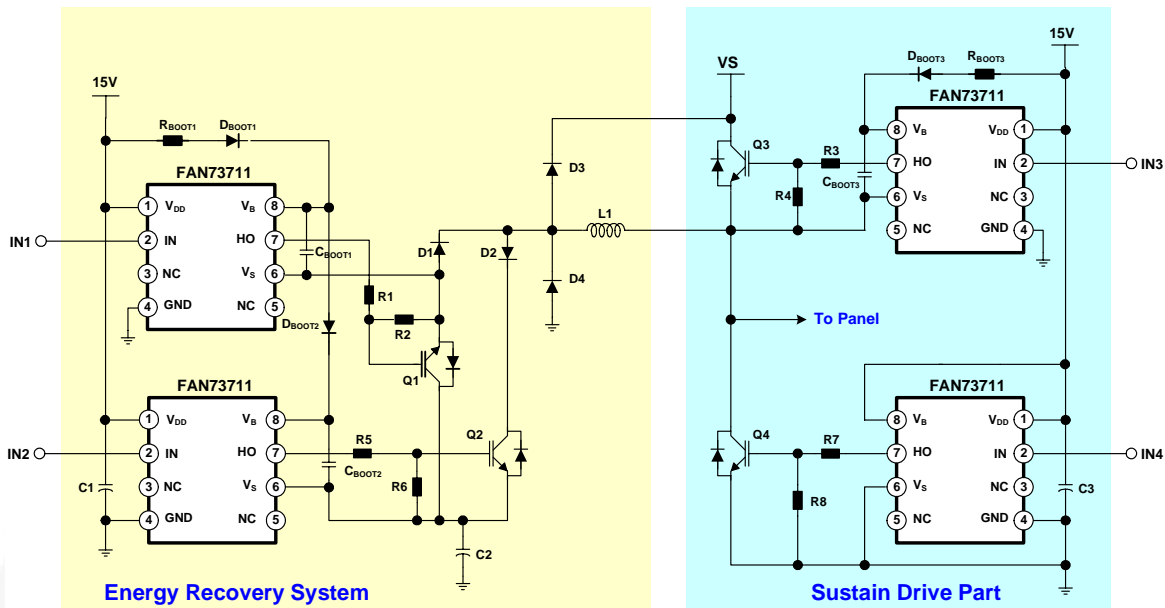 15V
RBOOT1
DBOOT1
FAN73711
1
VDD
VB
8
IN1
2
IN
HO
7
CBOOT1
3
NC
VS
6
4
GND
NC
5
DBOOT2
R1
R2
Q1
D1
D2
D3
D4
L1
FAN73711
1
VDD
VB
8
IN2
2
IN
HO
7
R5
Q2
CBOOT2
3
NC
VS
6
R6
C1
4
GND
NC
5
C2
Energy Recovery System
15V
VS
DBOOT3
RBOOT3
FAN73711
8
VB
VDD
1
Q3
R3
7
HO
IN
2
IN3
CBOOT3
R4
6
VS
NC
3
5
NC
GND
4
To Panel
FAN73711
8
VB
VDD
1
Q4
R7
7
HO
IN
2
IN4
6
VS
NC
3
C3
R8
5
NC
GND
4
Sustain Drive Part